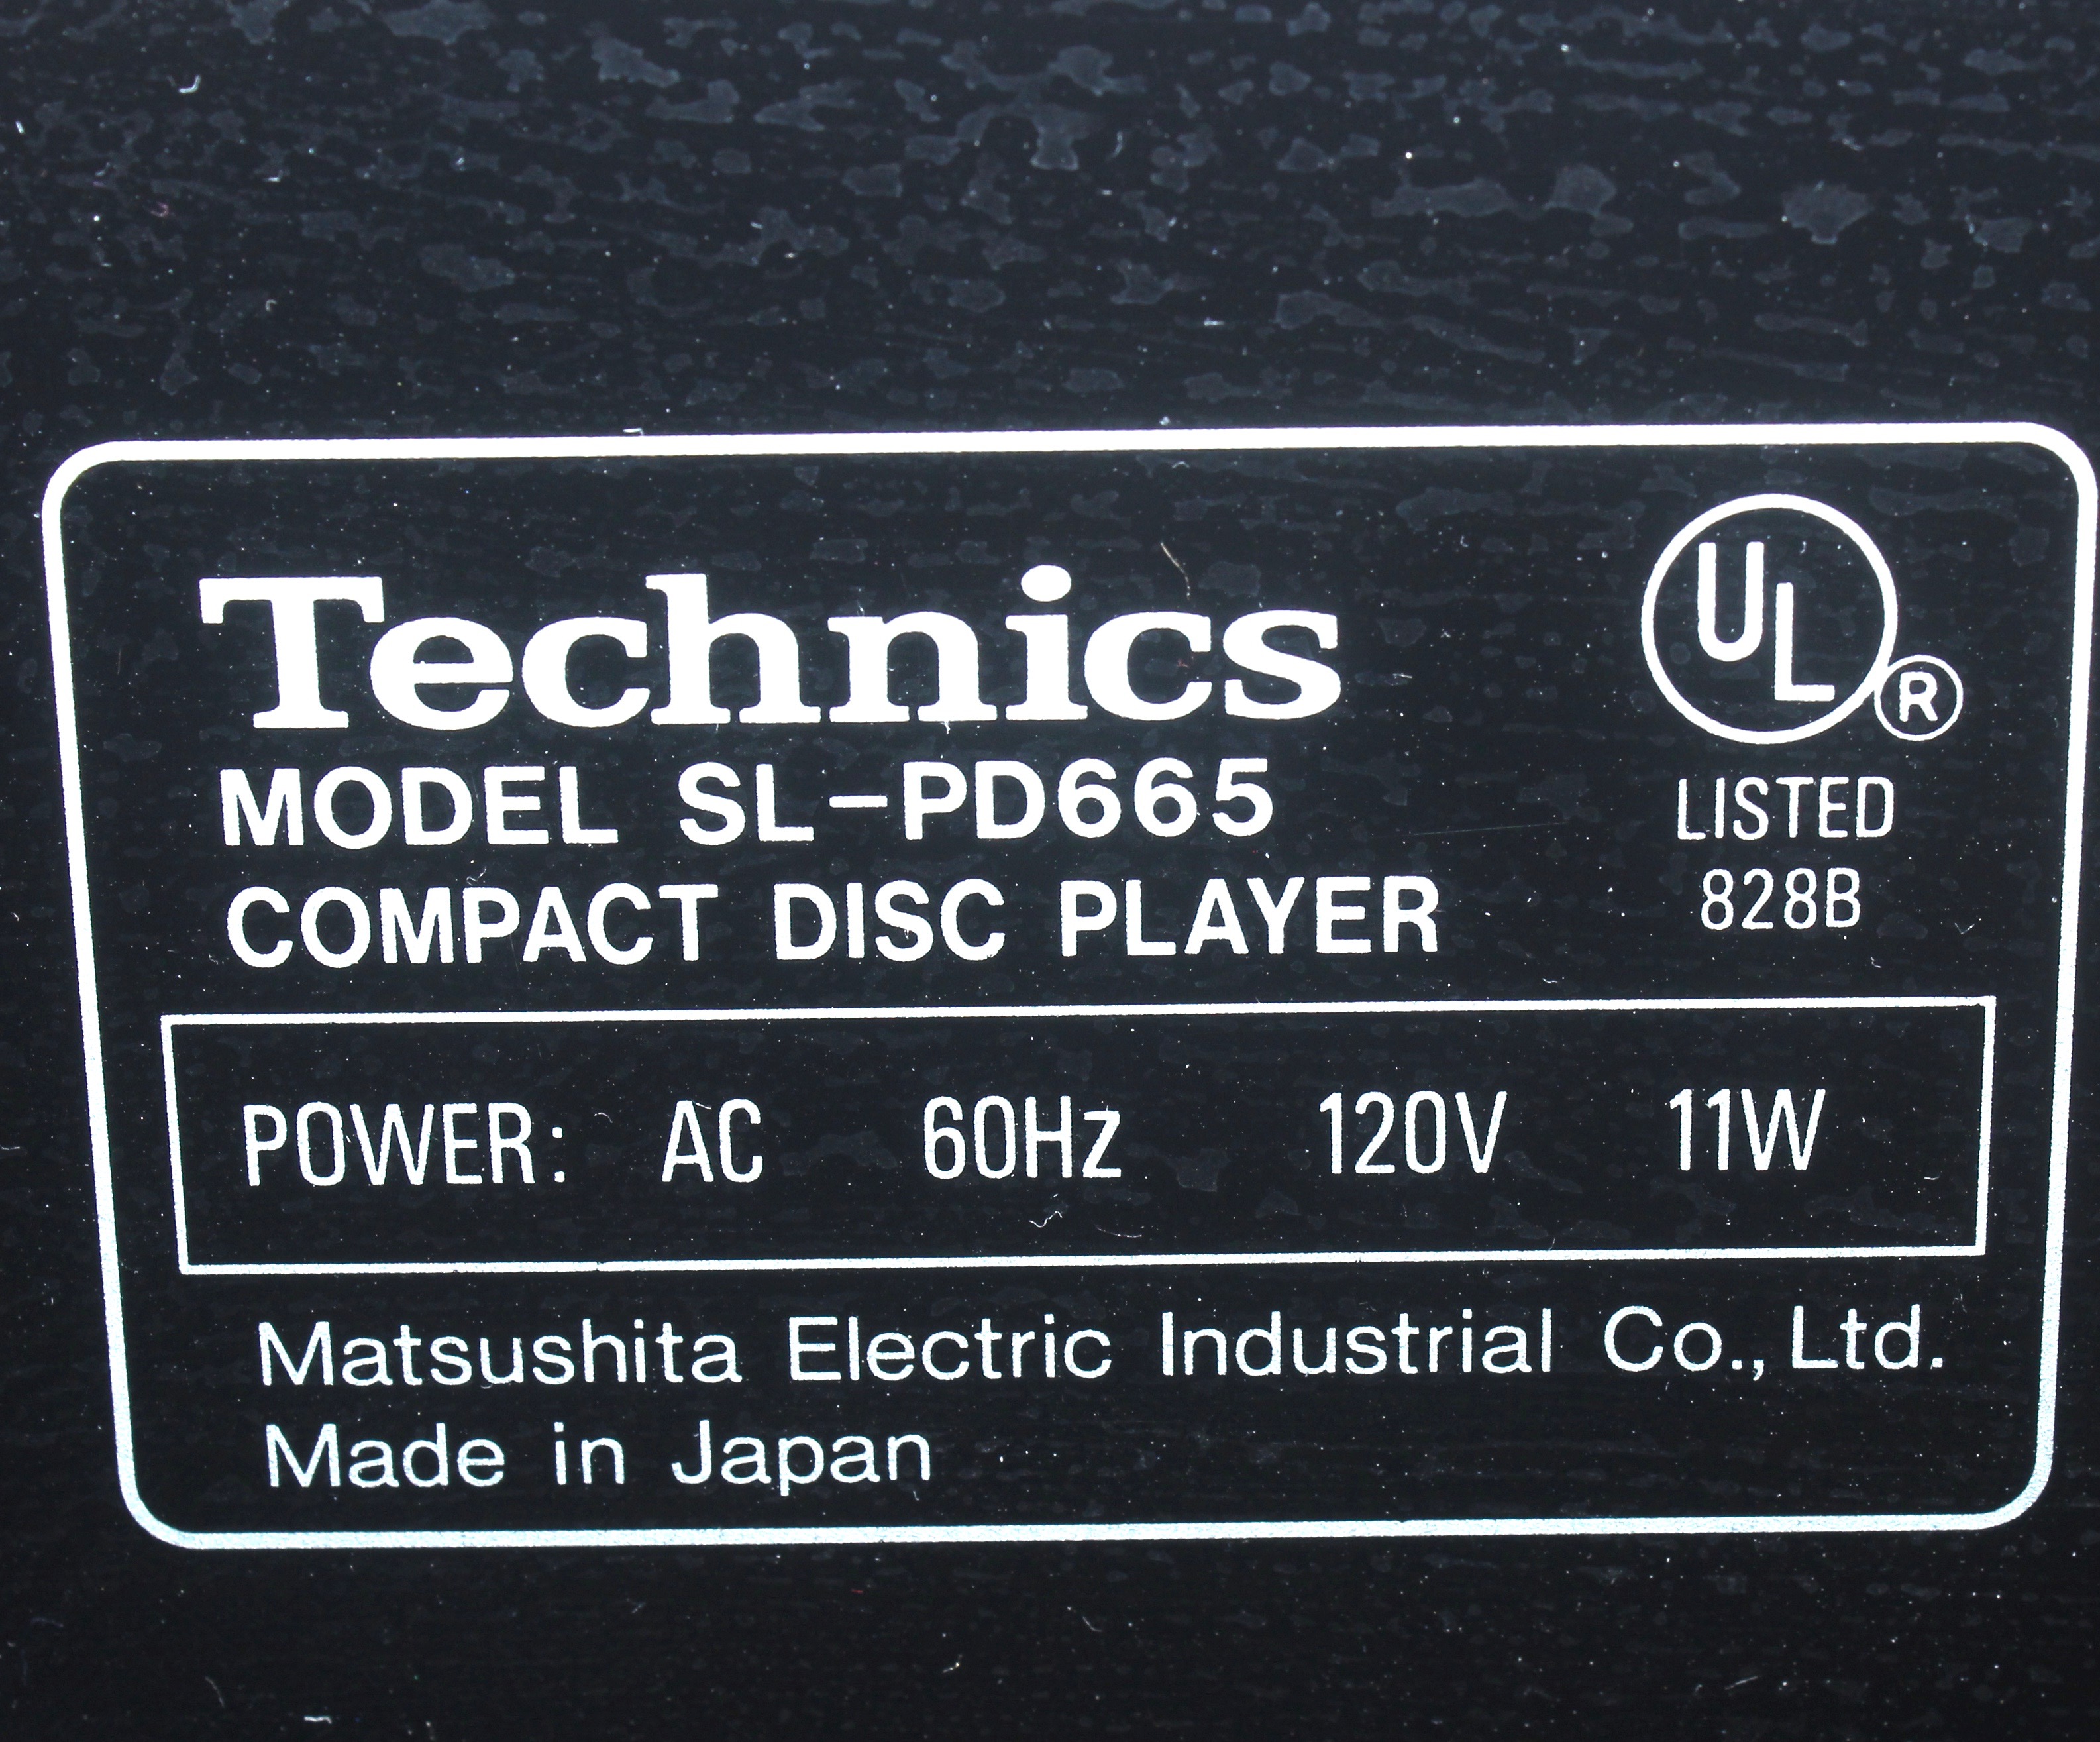 Technics
MODEL SL-PD665
COMPACT DISC PLAYER
UL ®
LISTED
828B
POWER: AC 60Hz 120V 11W
Matsushita Electric Industrial Co., Ltd.
Made in Japan